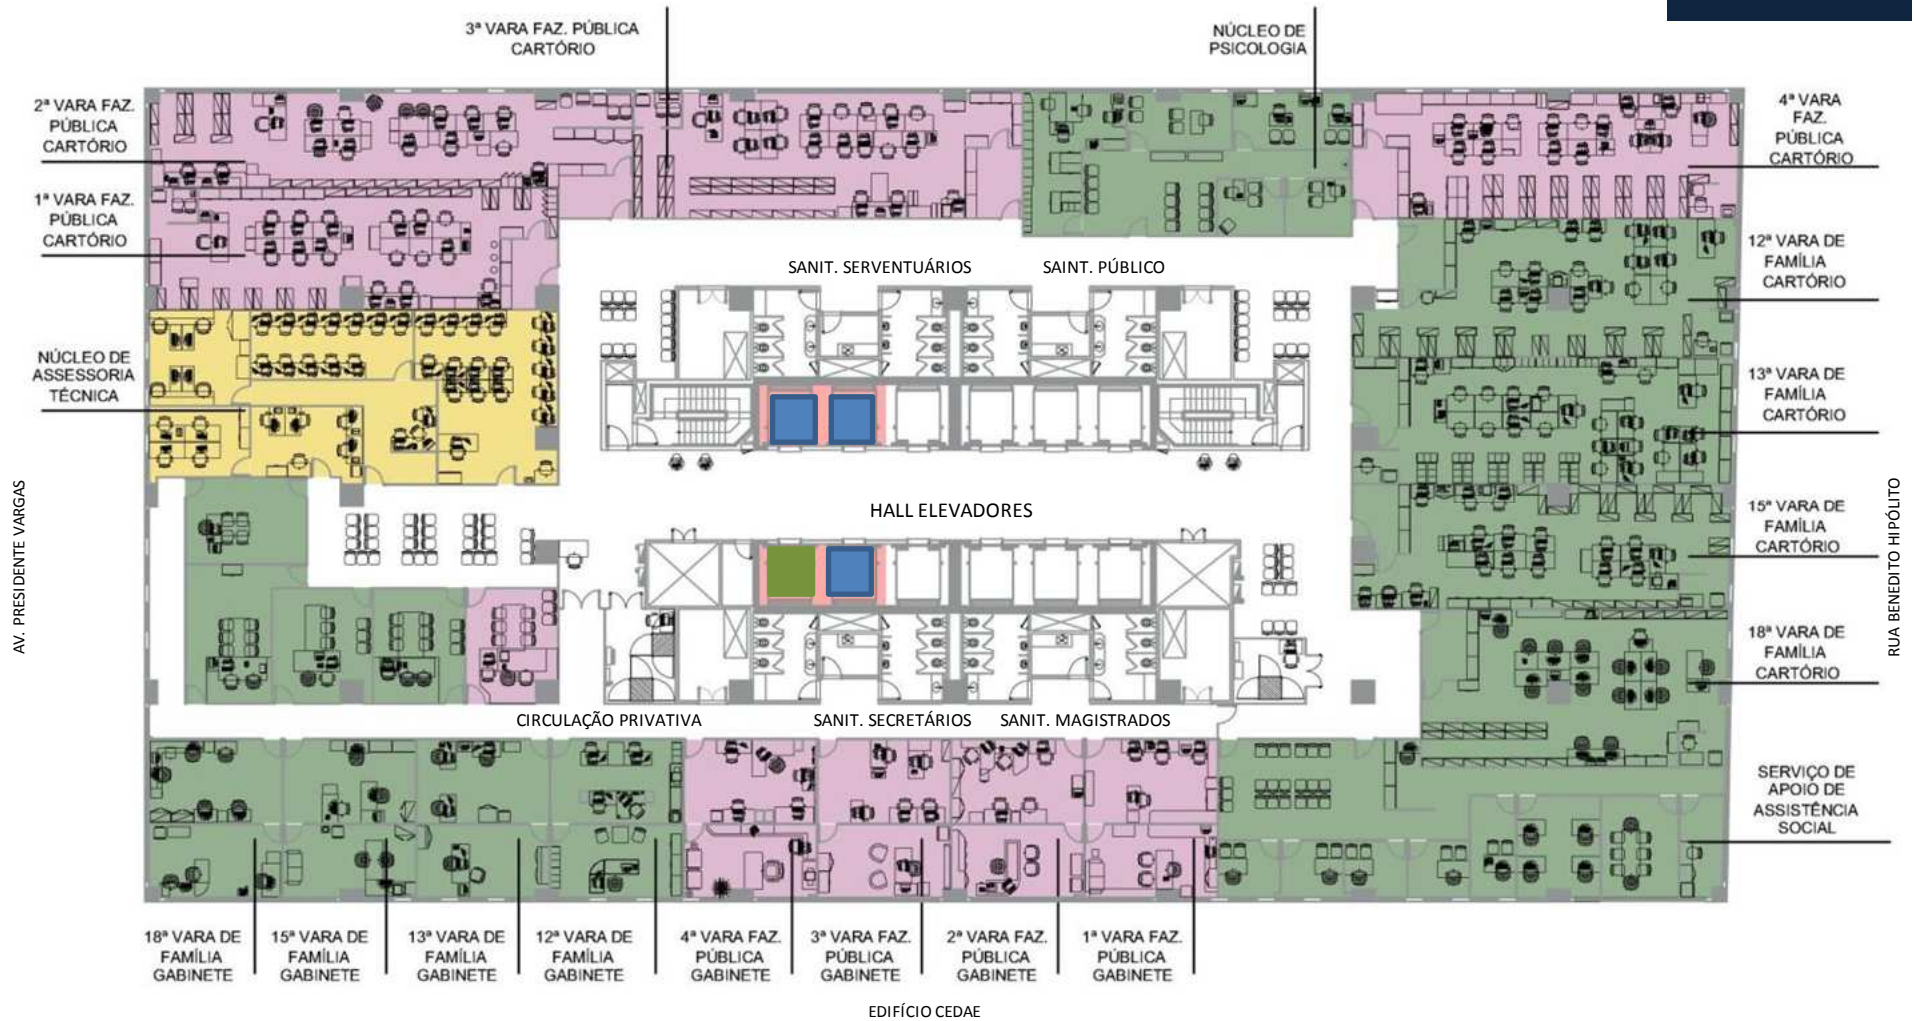 3ª VARA FAZ. PÚBLICA
CARTÓRIO
NÚCLEO DE
PSICOLOGIA
2ª VARA FAZ.
PÚBLICA
CARTÓRIO
4ª VARA
FAZ.
PÚBLICA
CARTÓRIO
1ª VARA FAZ.
PÚBLICA
CARTÓRIO
12ª VARA DE
FAMÍLIA
CARTÓRIO
SANIT. SERVENTUÁRIOS
SAINT. PÚBLICO
NÚCLEO DE
ASSESSORIA
TÉCNICA
13ª VARA DE
FAMÍLIA
CARTÓRIO
AV. PIRESIDENTE VARGAS
HALL ELEVADORES
15ª VARA DE
FAMÍLIA
CARTÓRIO
RUA BENEDITO HIPÓLITO
18ª VARA DE
FAMÍLIA
CARTÓRIO
CIRCULAÇÃO PRIVATIVA
SANIT. SECRETÁRIOS
SANIT. MAGISTRADOS
SERVIÇO DE
APOIO DE
ASSISTÊNCIA
SOCIAL
18ª VARA DE
FAMÍLIA
GABINETE
15ª VARA DE
FAMÍLIA
GABINETE
13ª VARA DE
FAMÍLIA
GABINETE
12ª VARA DE
FAMÍLIA
GABINETE
4ª VARA FAZ.
PÚBLICA
GABINETE
3ª VARA FAZ.
PÚBLICA
GABINETE
2ª VARA FAZ.
PÚBLICA
GABINETE
1ª VARA FAZ.
PÚBLICA
GABINETE
EDIFÍCIO CEDAE